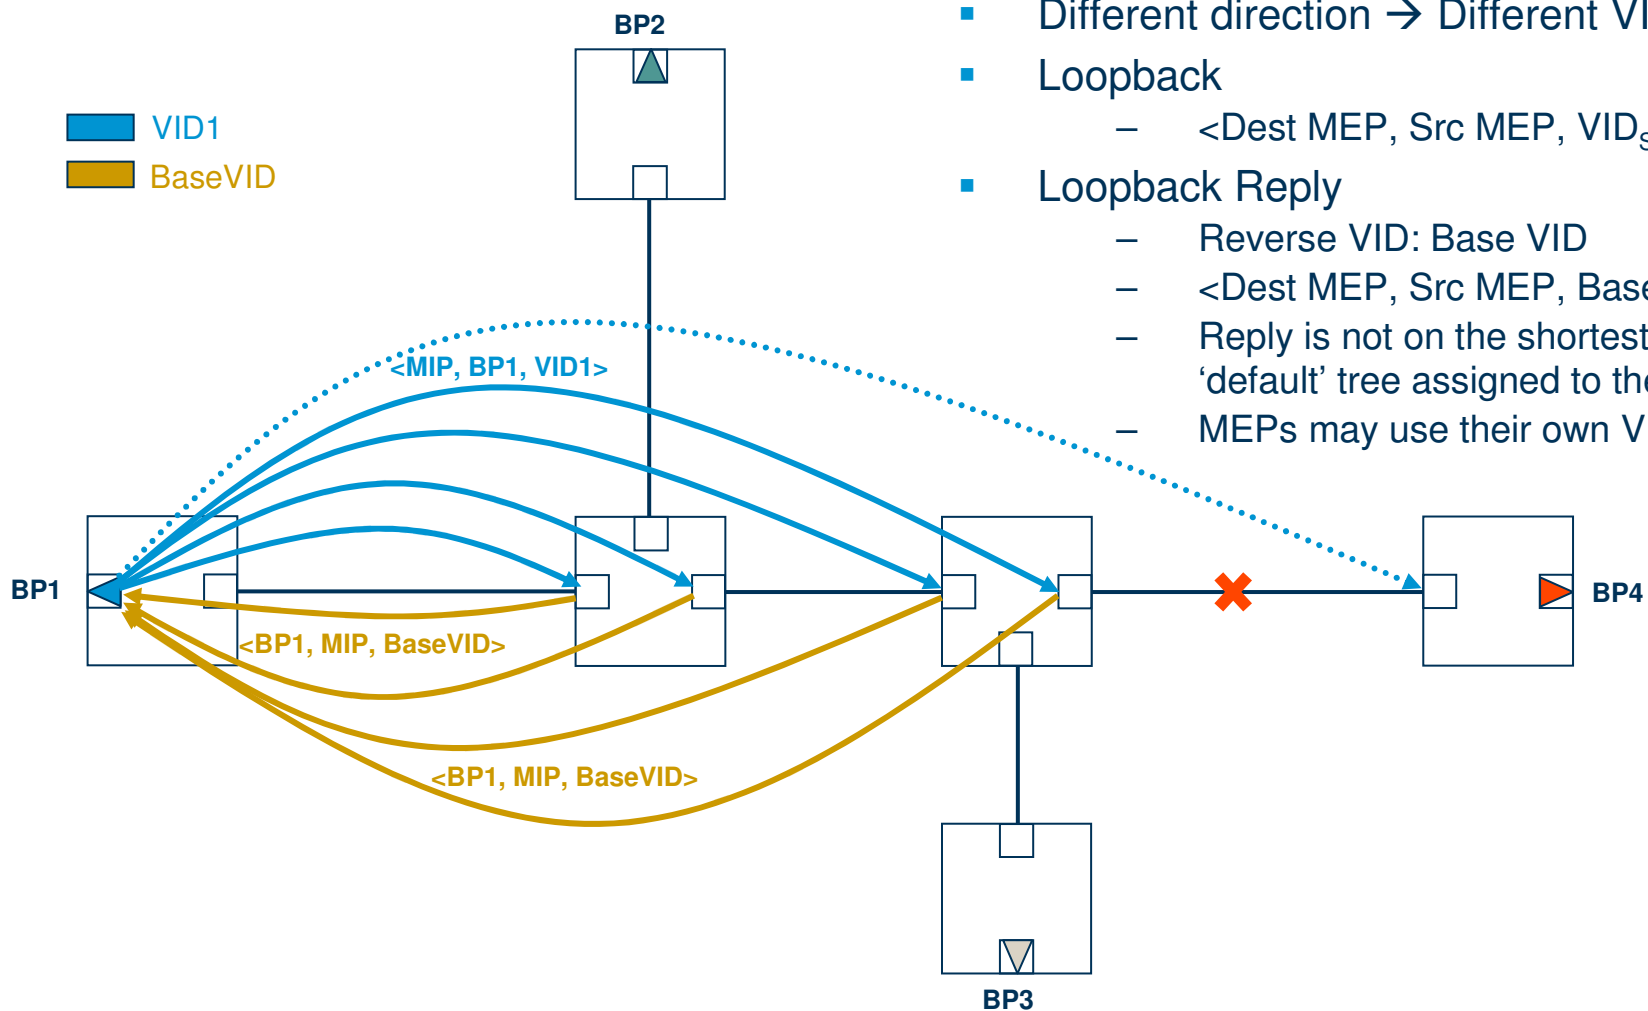 BP2
Different direction → Different
Loopback
– <Dest MEP, Src MEP,
Loopback Reply
– Reverse VID: Base VID
– <Dest MEP, Src MEP,
– Reply is not on the shortest
‘default’ tree assigned to
– MEPs may use their own
VID1
BaseVID
<MIP, BP1, VID1>
BP1
BP4
<BP1, MIP, BaseVID>
<BP1, MIP, BaseVID>
BP3